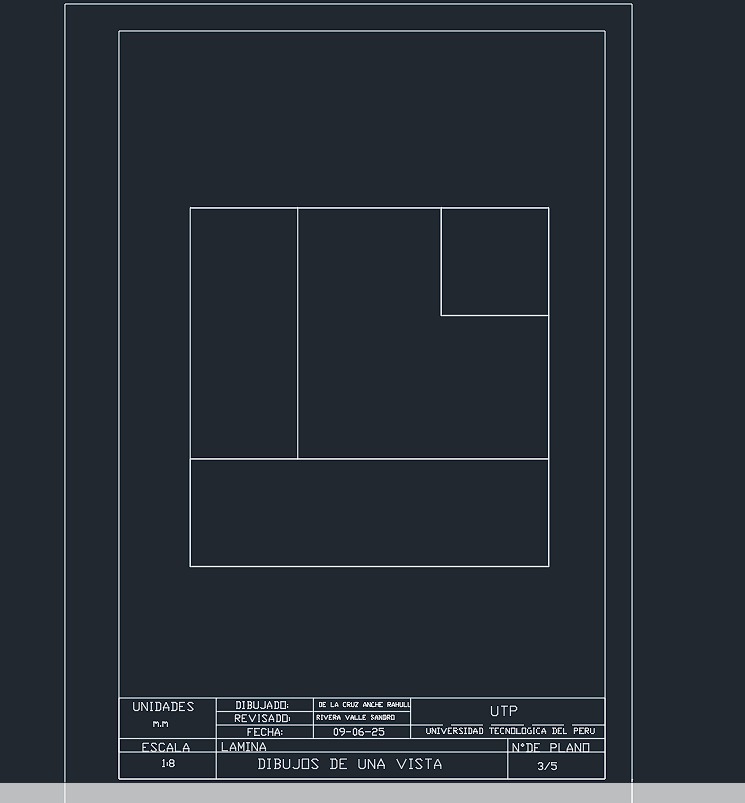 UNIDADES
m.m
DIBUJADO:
DE LA CRUZ ANCHE RAHULL
REVISADO:
RIVERA VALLE SANDRO
FECHA:
09-06-25
UTP
UNIVERSIDAD TECNOLOGICA DEL PERU
ESCALA
1:8
LAMINA
DIBUJOS DE UNA VISTA
N°DE PLANO
3/5